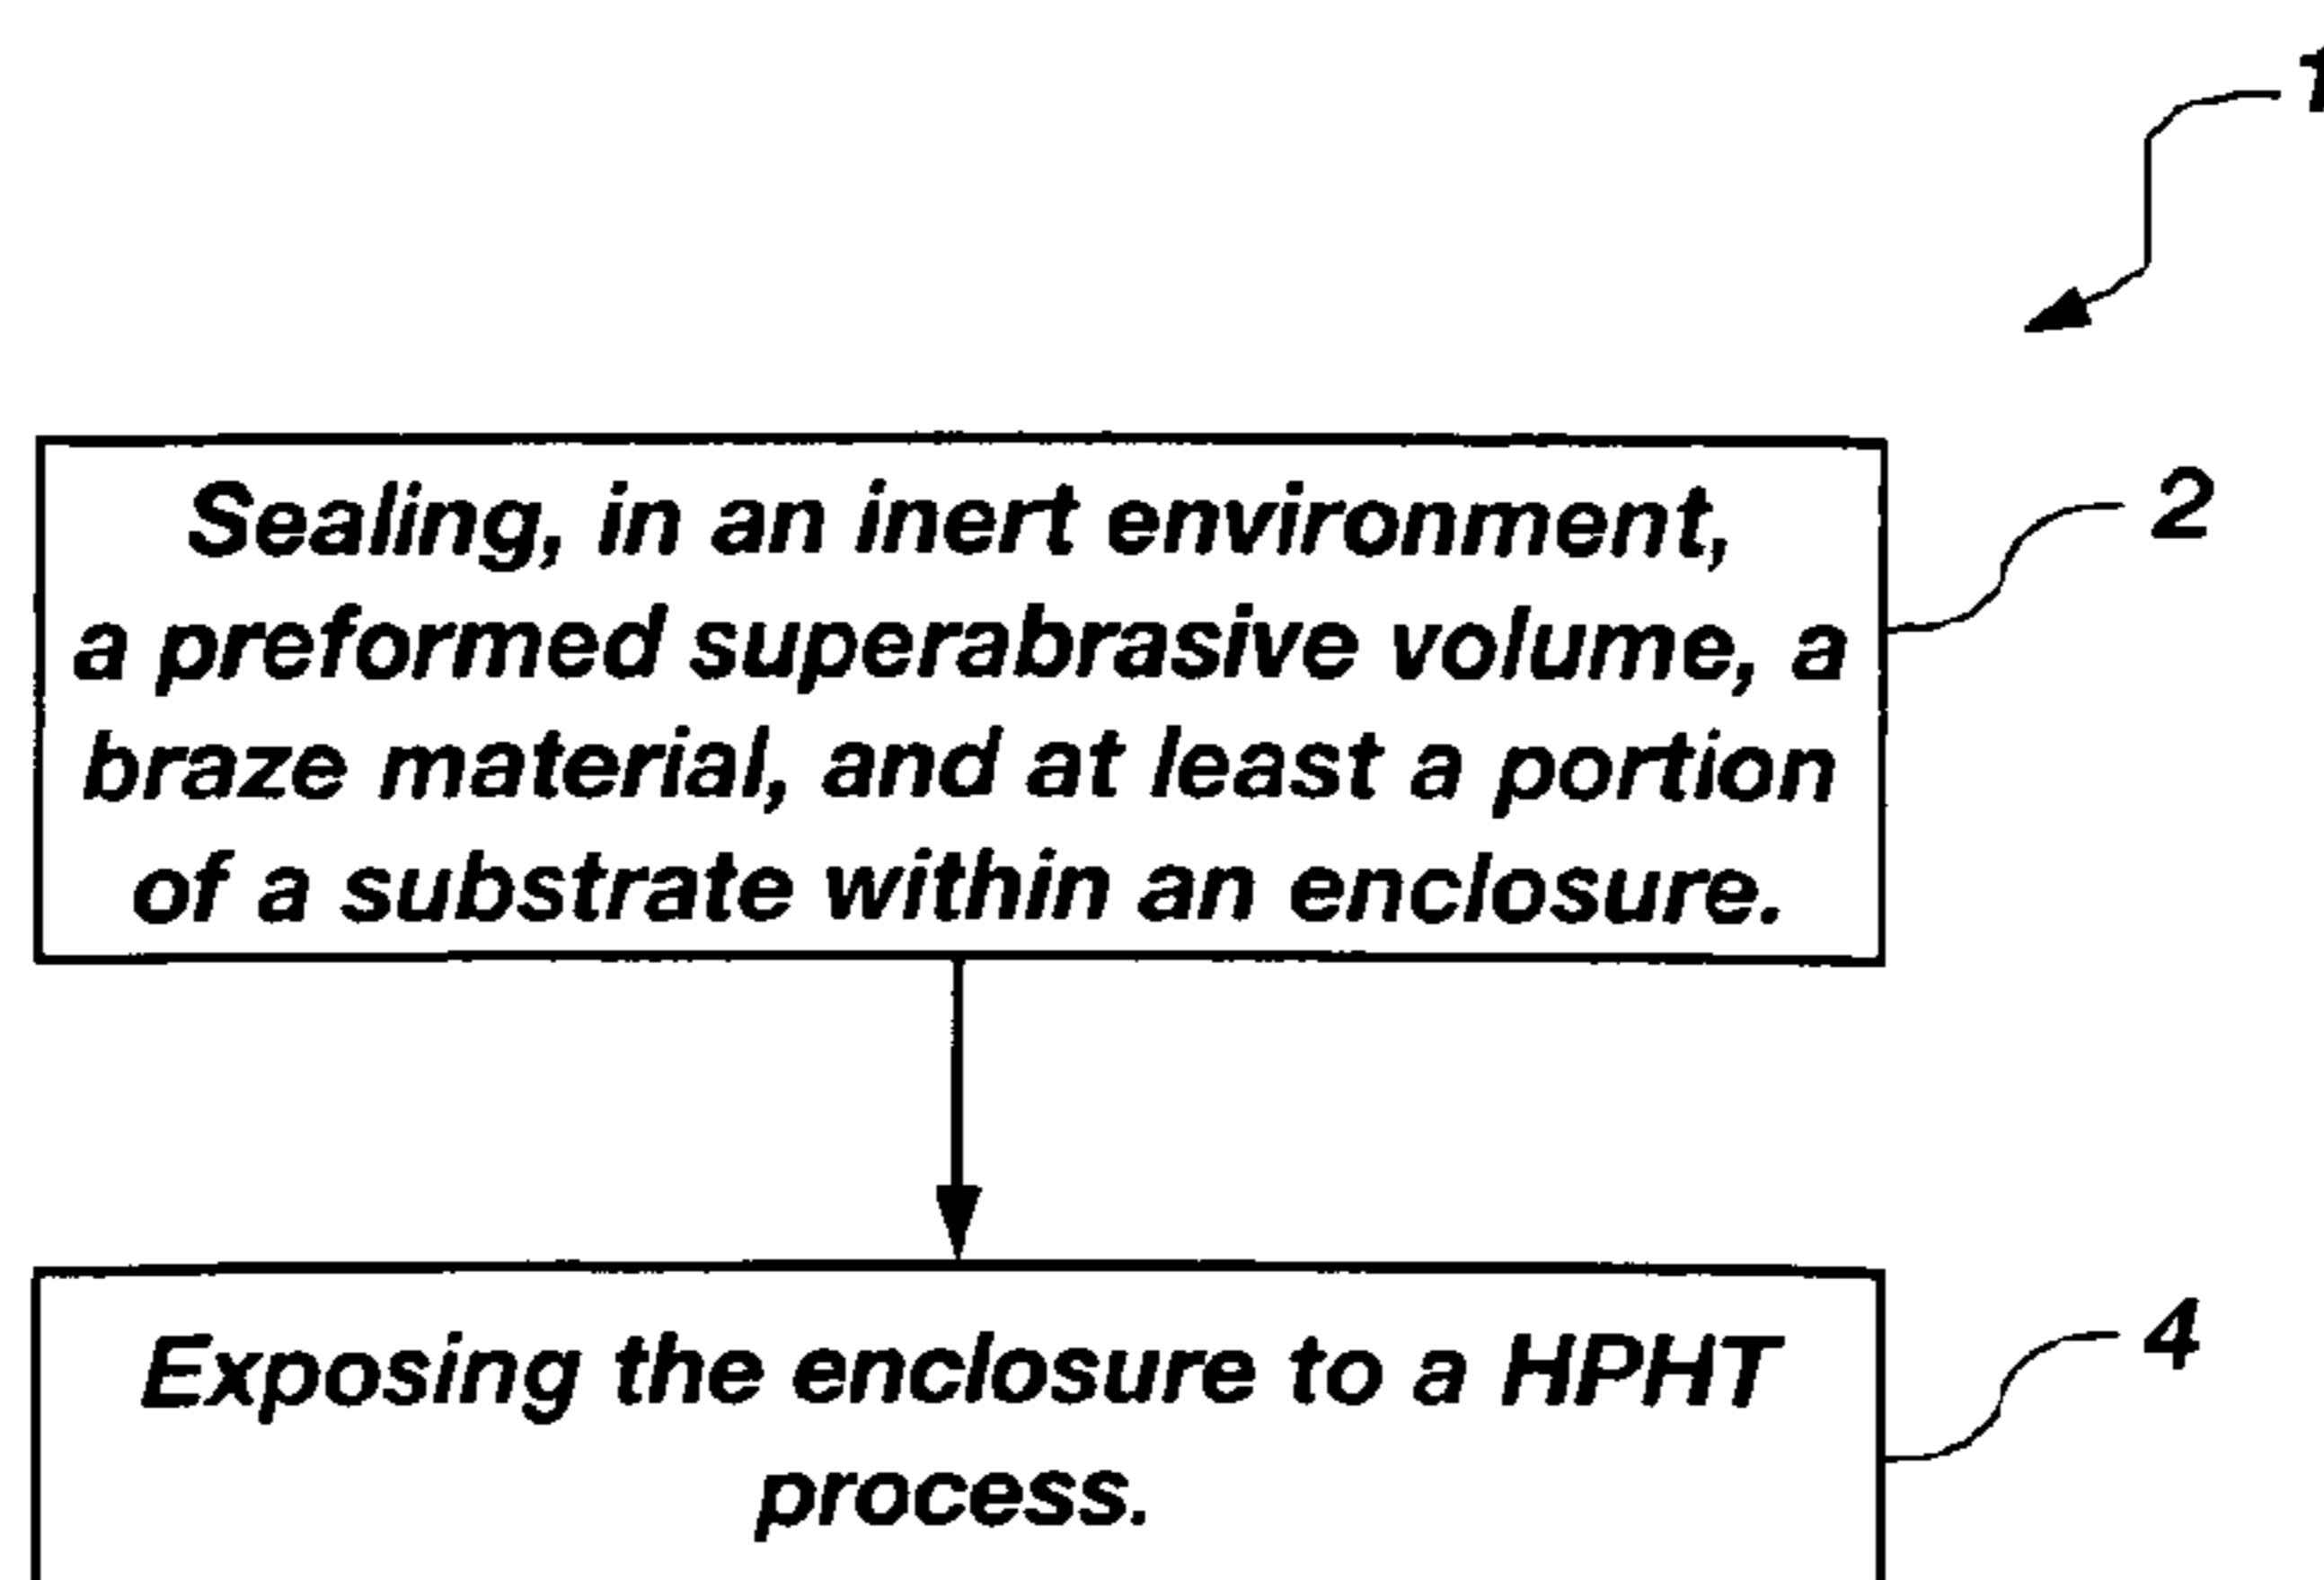 1
Sealing, in an inert environment,
2
a preformed superabrasive volume, a
braze material, and at least a portion
of a substrate within an enclosure.
Exposing the enclosure to a HPHT
4
process.